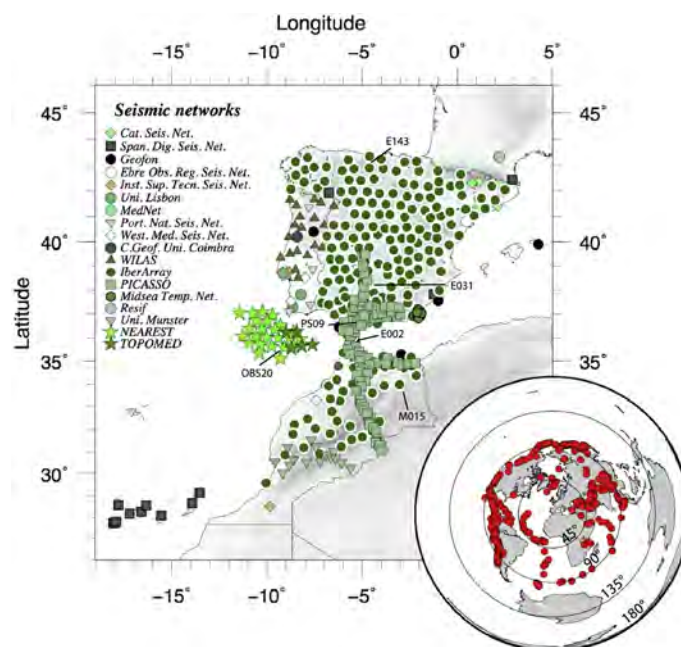 Longitude
−15° −10° −5° 0° 5°
45° 45°
Seismic networks
Cat. Seis. Net.
Span. Dig. Seis. Net.
Geofon
Ebre Obs. Reg. Seis. Net.
Inst. Sup. Tecn. Seis. Net.
Uni. Lisbon
MedNet
Port. Nat. Seis. Net.
West. Med. Seis. Net.
C.Geof. Uni. Coimbra
WILAS
IberArray
PICASSO
Midsea Temp. Net.
Resif
Uni. Munster
NEAREST
TOPOMED
E143
40° 40°
Latitude
E031
PS09
E002
35° 35°
OBS20
M015
30°
45°
90°
135°
180°
−15° −10° −5°